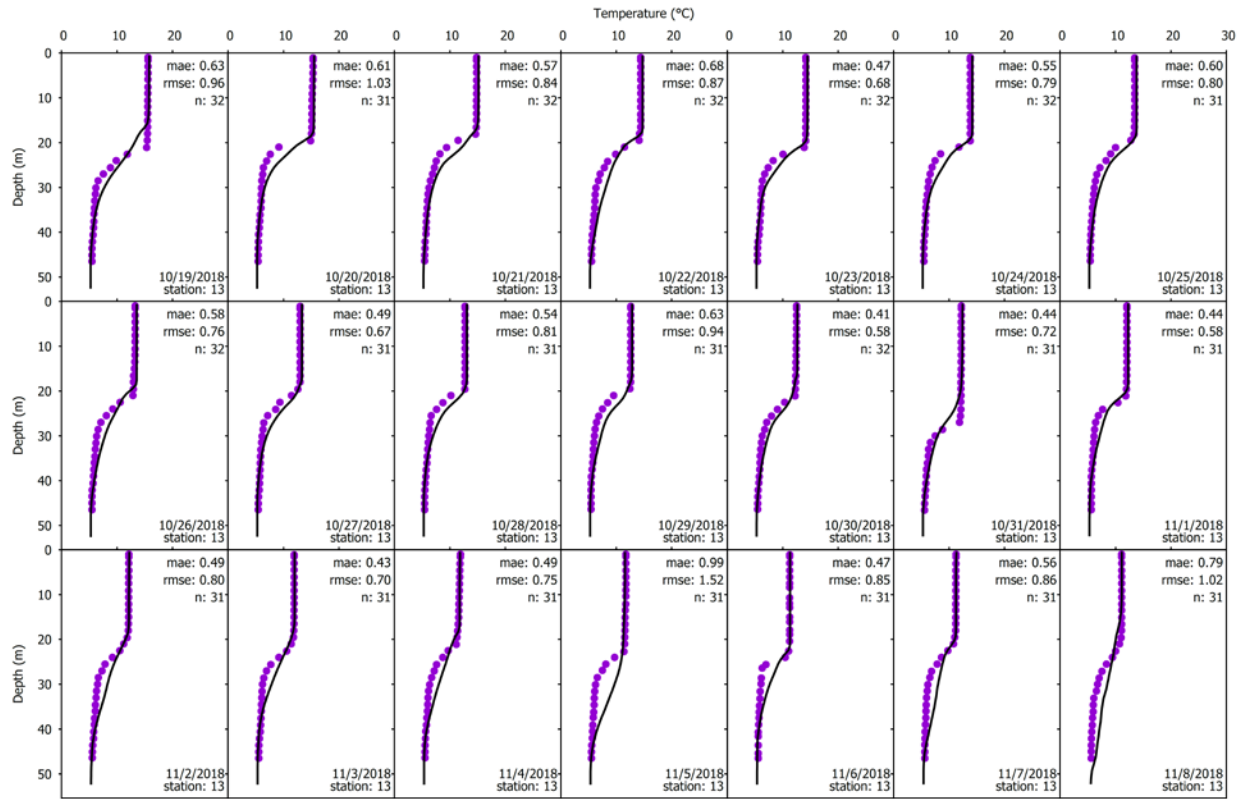 Temperature (°C)
0 10 20 0 10 20 0 10 20 0 10 20 0 10 20 0 10 20 0 10 20 30
0
10
20
30
40
50
Depth (m)
mae: 0.63
rmse: 0.96
n: 32
10/19/2018
station: 13
mae: 0.61
rmse: 1.03
n: 31
10/20/2018
station: 13
mae: 0.57
rmse: 0.84
n: 32
10/21/2018
station: 13
mae: 0.68
rmse: 0.87
n: 32
10/22/2018
station: 13
mae: 0.47
rmse: 0.68
n: 32
10/23/2018
station: 13
mae: 0.55
rmse: 0.79
n: 32
10/24/2018
station: 13
mae: 0.60
rmse: 0.80
n: 31
10/25/2018
station: 13
0
10
20
30
40
50
Depth (m)
mae: 0.58
rmse: 0.76
n: 32
10/26/2018
station: 13
mae: 0.49
rmse: 0.67
n: 31
10/27/2018
station: 13
mae: 0.54
rmse: 0.81
n: 31
10/28/2018
station: 13
mae: 0.63
rmse: 0.94
n: 31
10/29/2018
station: 13
mae: 0.41
rmse: 0.58
n: 32
10/30/2018
station: 13
mae: 0.44
rmse: 0.72
n: 31
10/31/2018
station: 13
mae: 0.44
rmse: 0.58
n: 31
11/1/2018
station: 13
0
10
20
30
40
50
Depth (m)
mae: 0.49
rmse: 0.80
n: 31
11/2/2018
station: 13
mae: 0.43
rmse: 0.70
n: 31
11/3/2018
station: 13
mae: 0.49
rmse: 0.75
n: 31
11/4/2018
station: 13
mae: 0.99
rmse: 1.52
n: 31
11/5/2018
station: 13
mae: 0.47
rmse: 0.85
n: 31
11/6/2018
station: 13
mae: 0.56
rmse: 0.86
n: 31
11/7/2018
station: 13
mae: 0.79
rmse: 1.02
n: 31
11/8/2018
station: 13